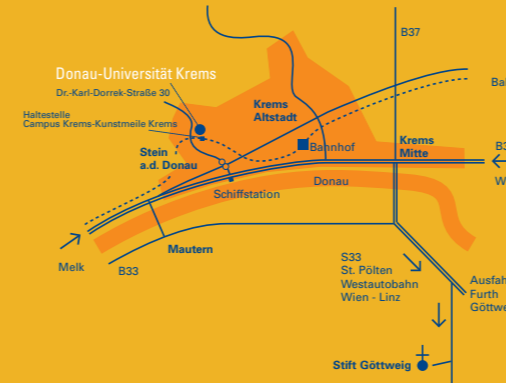 B37
Donau-Universität Krems
Dr.-Karl-Dorrek-Straße 30
Haltestelle
Campus Krems-Kunstmeile Krems
Krems
Altstadt
Stein
a.d. Donau
Bahnhof
Krems
Mitte
Schiffstation
Donau
Mautern
Melk
B33
S33
St. Pölten
Westautobahn
Wien - Linz
Furth
Stift Göttweig